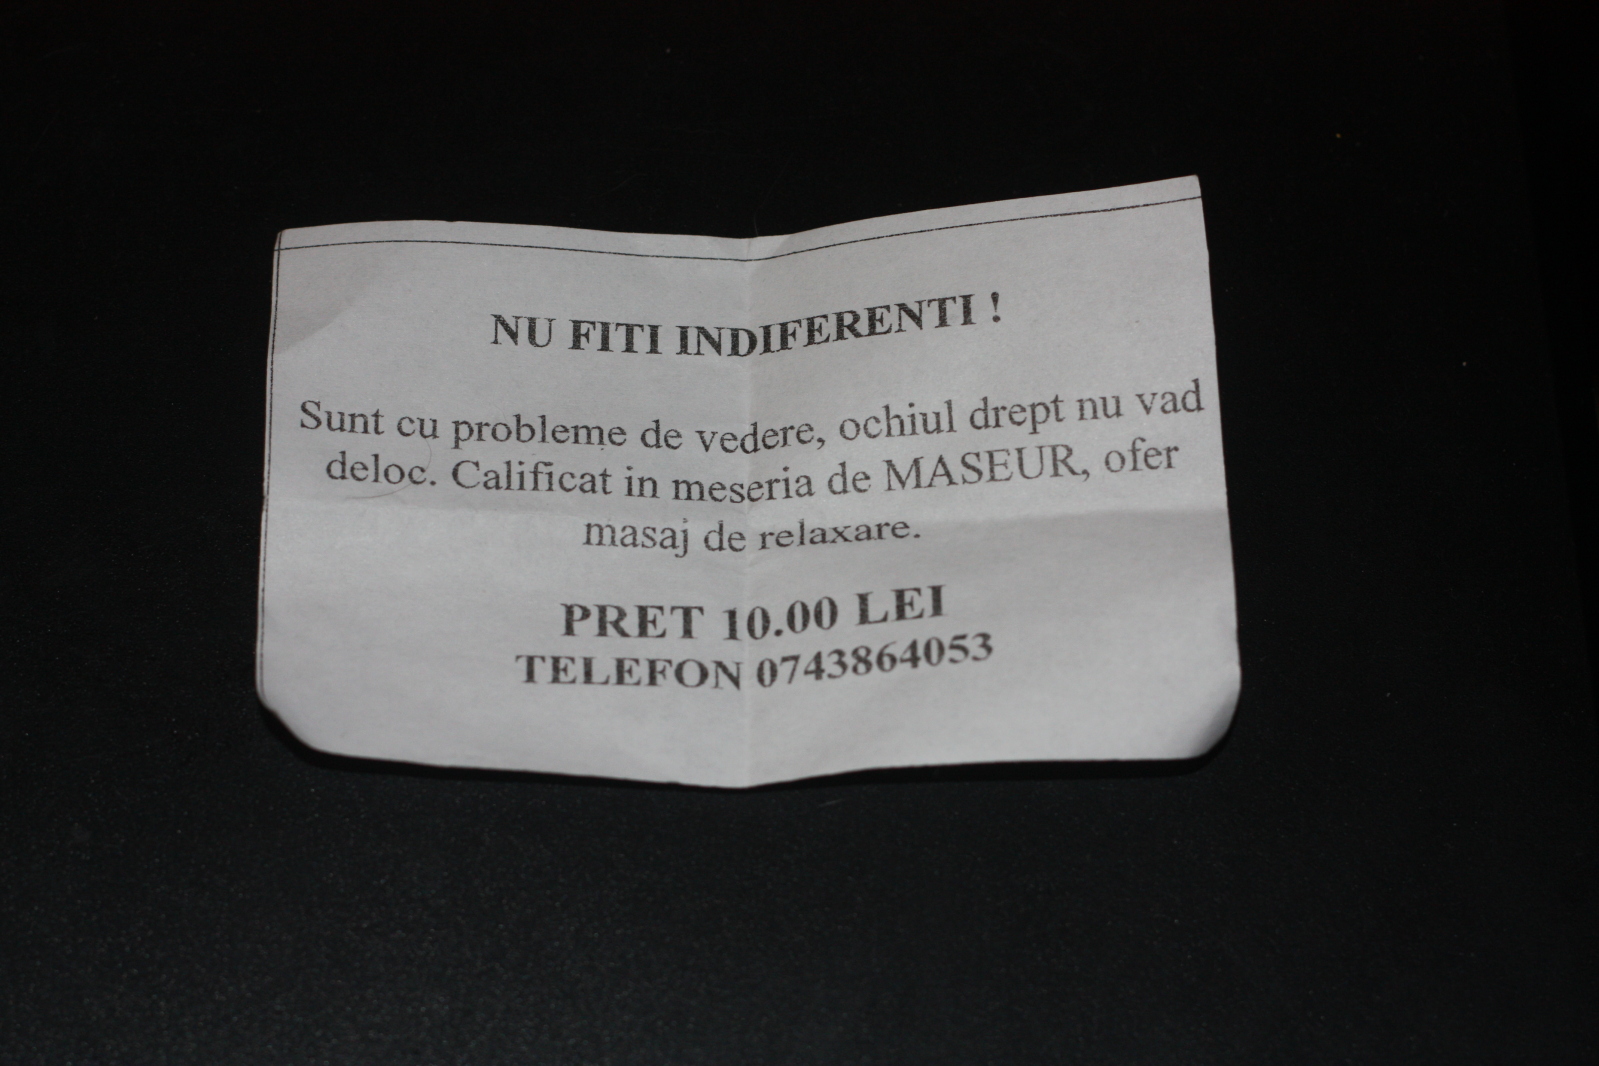 NU FITI INDIFERENTI !
Sunt cu probleme de vedere, ochiul drept nu vad
deloc. Calificat in meseria de MASEUR, ofer
masaj de relaxare.
PRET 10.00 LEI
TELEFON 0743864053